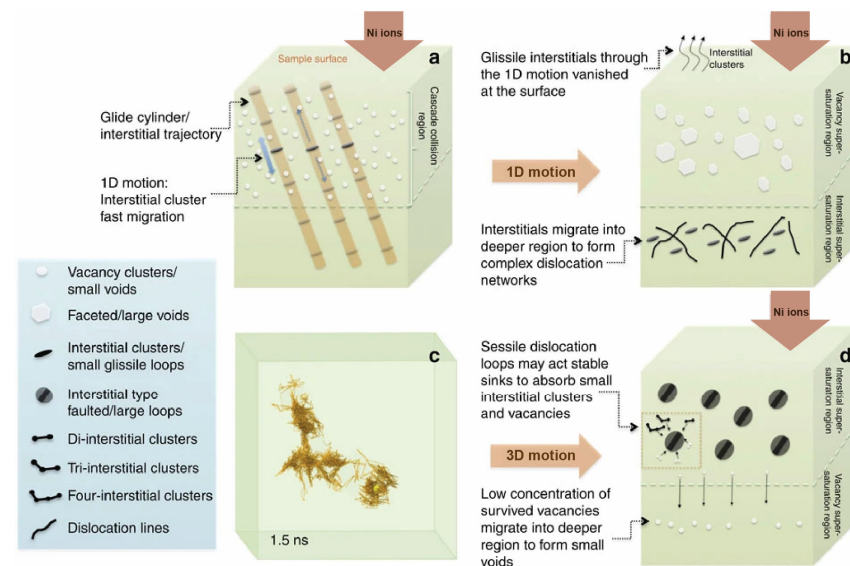 Ni ions
a
Sample surface
Cascade collision
region
Glide cylinder/
interstitial trajectory
1D motion:
Interstitial cluster
fast migration
Ni ions
b
Glissile interstitials through
the 1D motion vanished
at the surface
Interstitial
clusters
Vacancy super-
saturation region
1D motion
Interstitials migrate into
deeper region to form
complex dislocation
networks
Interstitial super-
saturation region
Vacancy clusters/
small voids
Faceted/large voids
Interstitial clusters/
small glissile loops
Interstitial type
faulted/large loops
Di-interstitial clusters
Tri-interstitial clusters
Four-interstitial clusters
Dislocation lines
c
1.5 ns
Ni ions
d
Sessile dislocation
loops may act stable
sinks to absorb small
interstitial clusters
and vacancies
Interstitial super-
saturation region
3D motion
Low concentration of
survived vacancies
migrate into deeper
region to form small
voids
Vacancy super-
saturation region